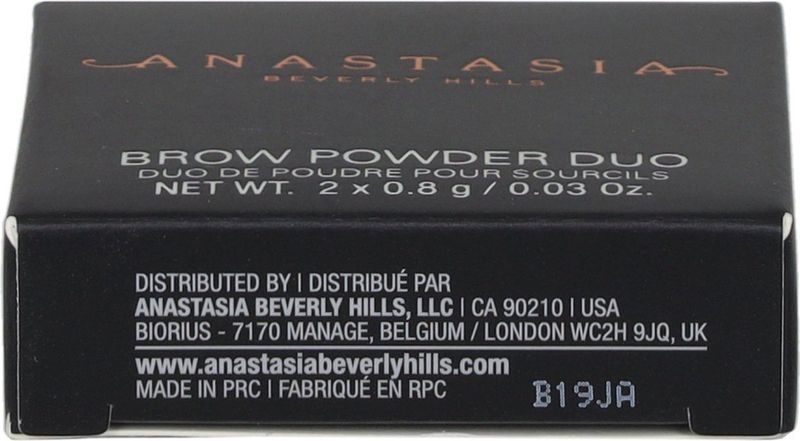 ANASTASIA
BEVERLY HILLS
BROW POWDER DUO
DUO DE POUDRE POUR SOURCILS
NET WT. 2 x 0.8 g / 0.03 Oz.
DISTRIBUTED BY | DISTRIBUÉ PAR
ANASTASIA BEVERLY HILLS, LLC | CA 90210 | USA
BIORIUS - 7170 MANAGE, BELGIUM / LONDON WC2H 9JQ, UK
www.anastasiabeverlyhills.com
MADE IN PRC | FABRIQUÉ EN RPC
B19JA